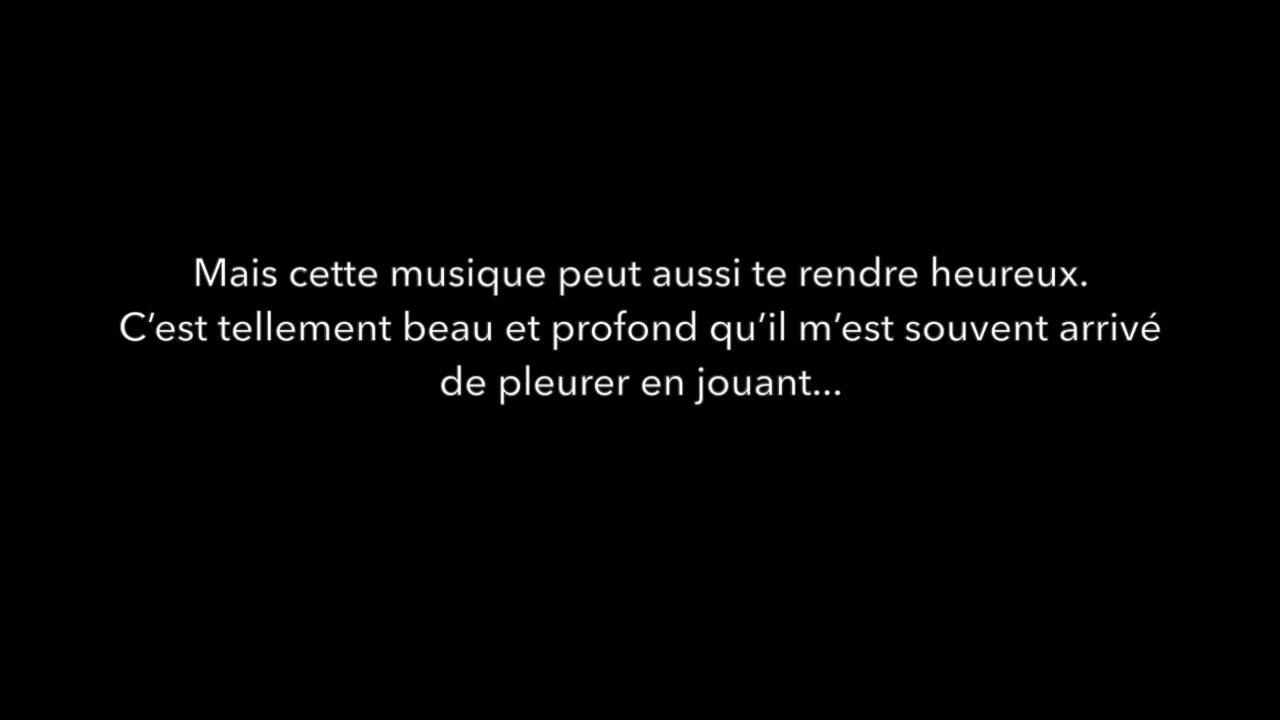 Mais cette musique peut aussi te rendre heureux.
C’est tellement beau et profond qu’il m’est souvent arrivé
de pleurer en jouant...